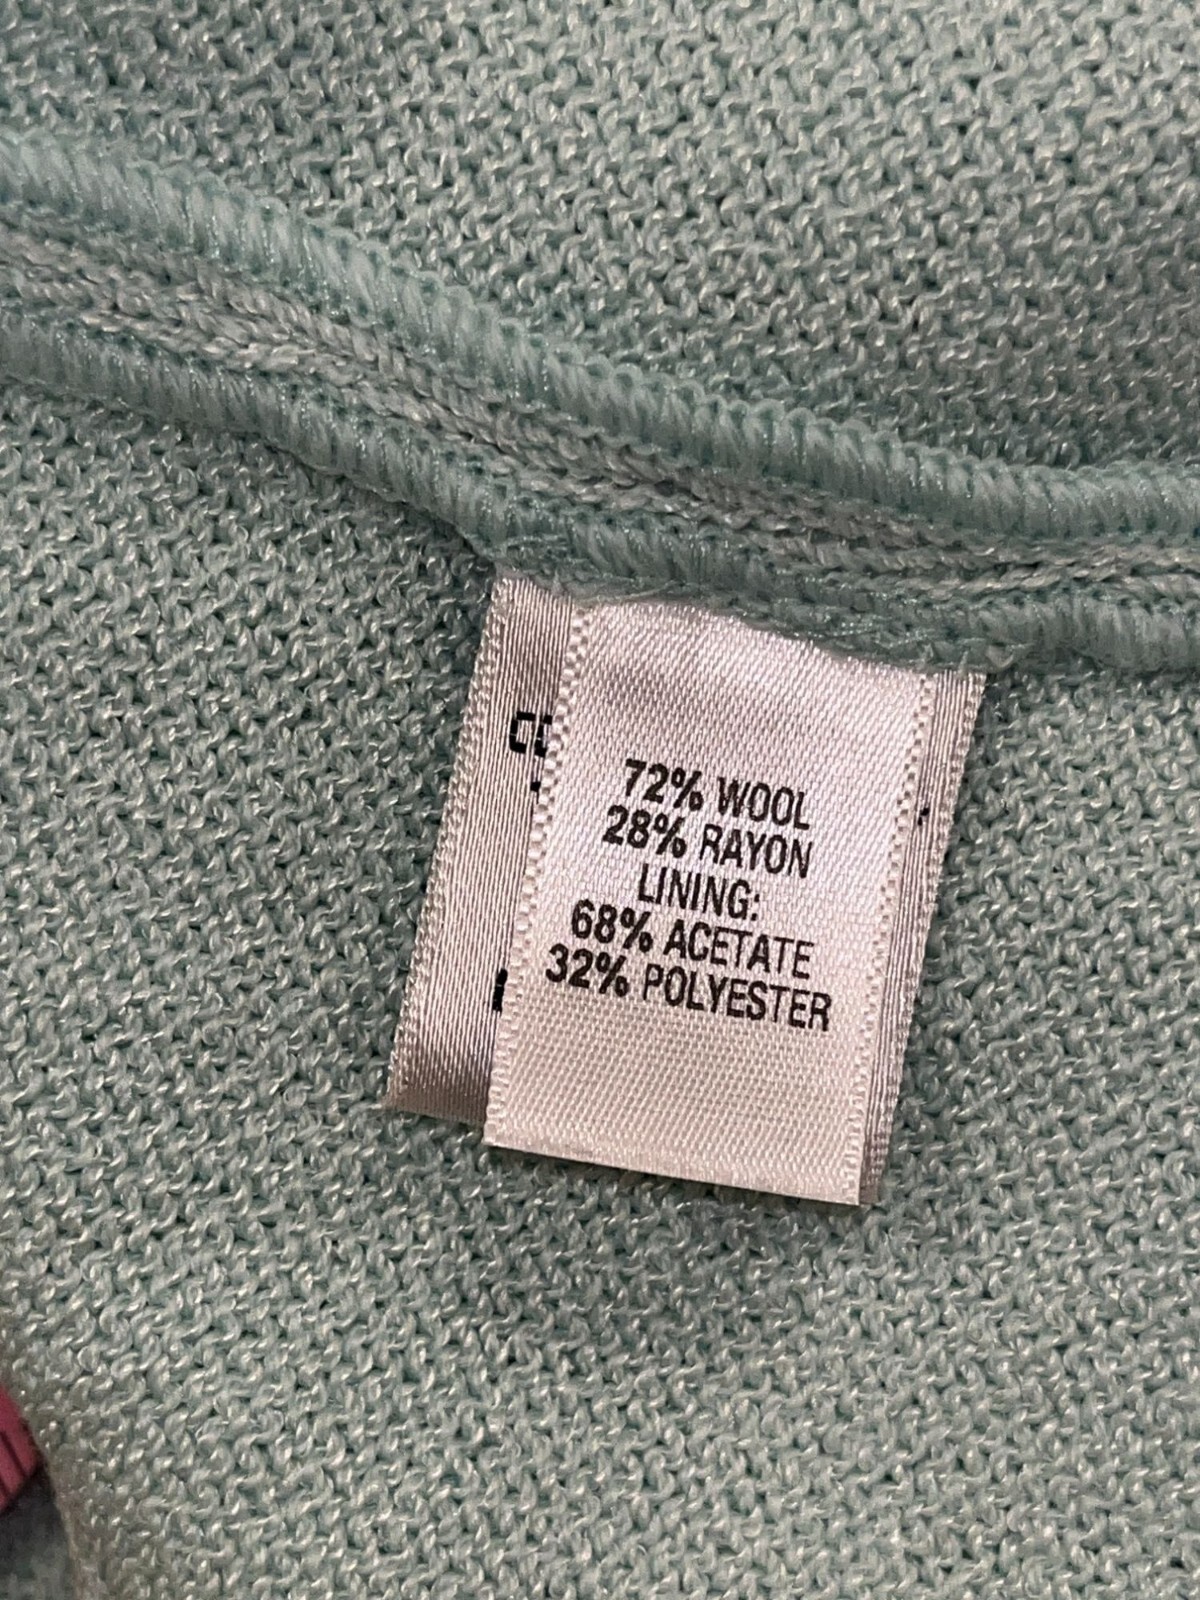 72% WOOL
28% RAYON
LINING:
68% ACETATE
32% POLYESTER